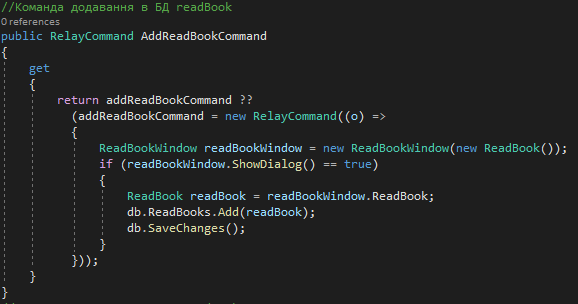 //Команда додавання в БД readBook
0 references
public RelayCommand AddReadBookCommand
{
get
{
return addReadBookCommand ??
(addReadBookCommand = new RelayCommand((o) =>
{
ReadBookWindow readBookWindow = new ReadBookWindow(new ReadBook());
if (readBookWindow.ShowDialog() == true)
{
ReadBook readBook = readBookWindow.ReadBook;
db.ReadBooks.Add(readBook);
db.SaveChanges();
}
}));
}
}